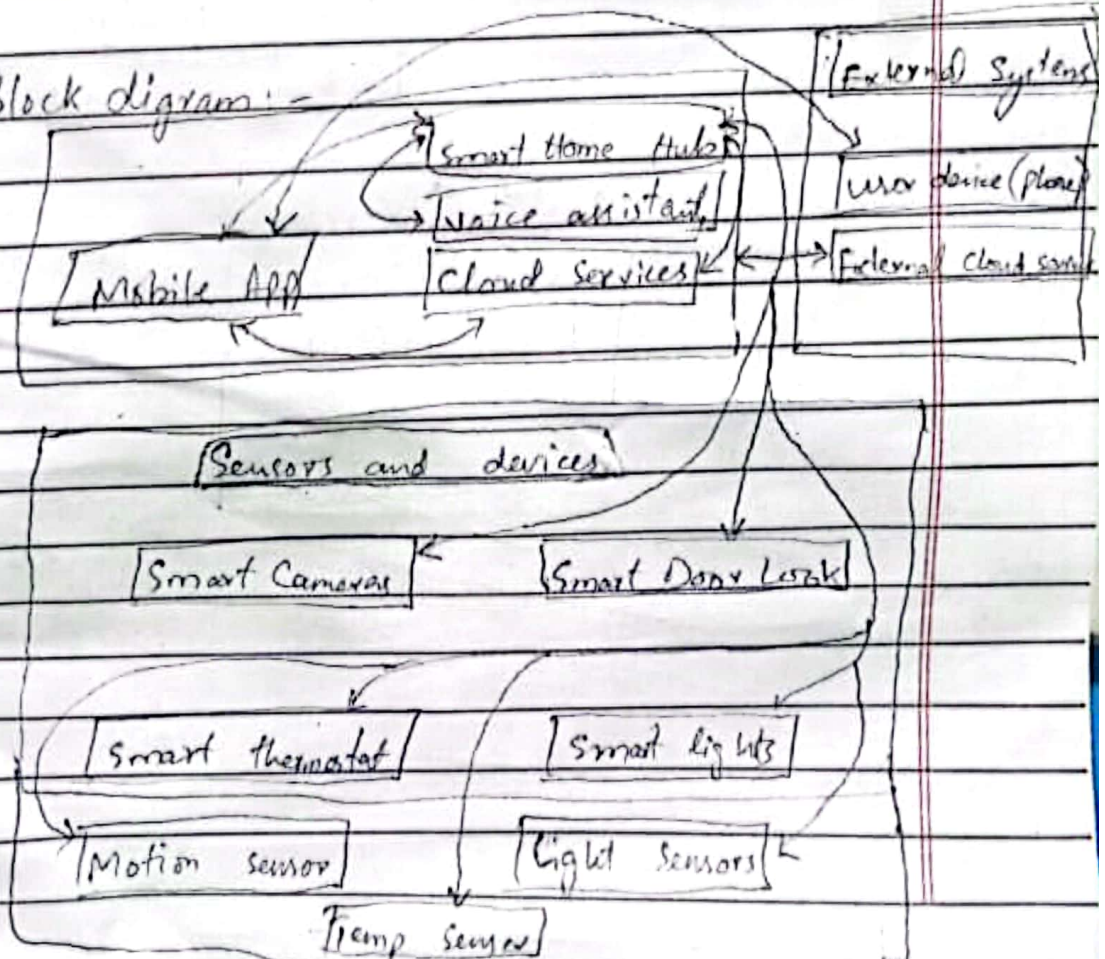 Block digram:-
External Systems
Smart Home Hub
user device (phone)
Voice assistant
External Cloud service
Mobile App
Cloud Services
Sensors and devices
Smart Cameras
Smart Door Look
Smart thermostat
Smart lights
Motion sensor
Light sensors
Temp sensor